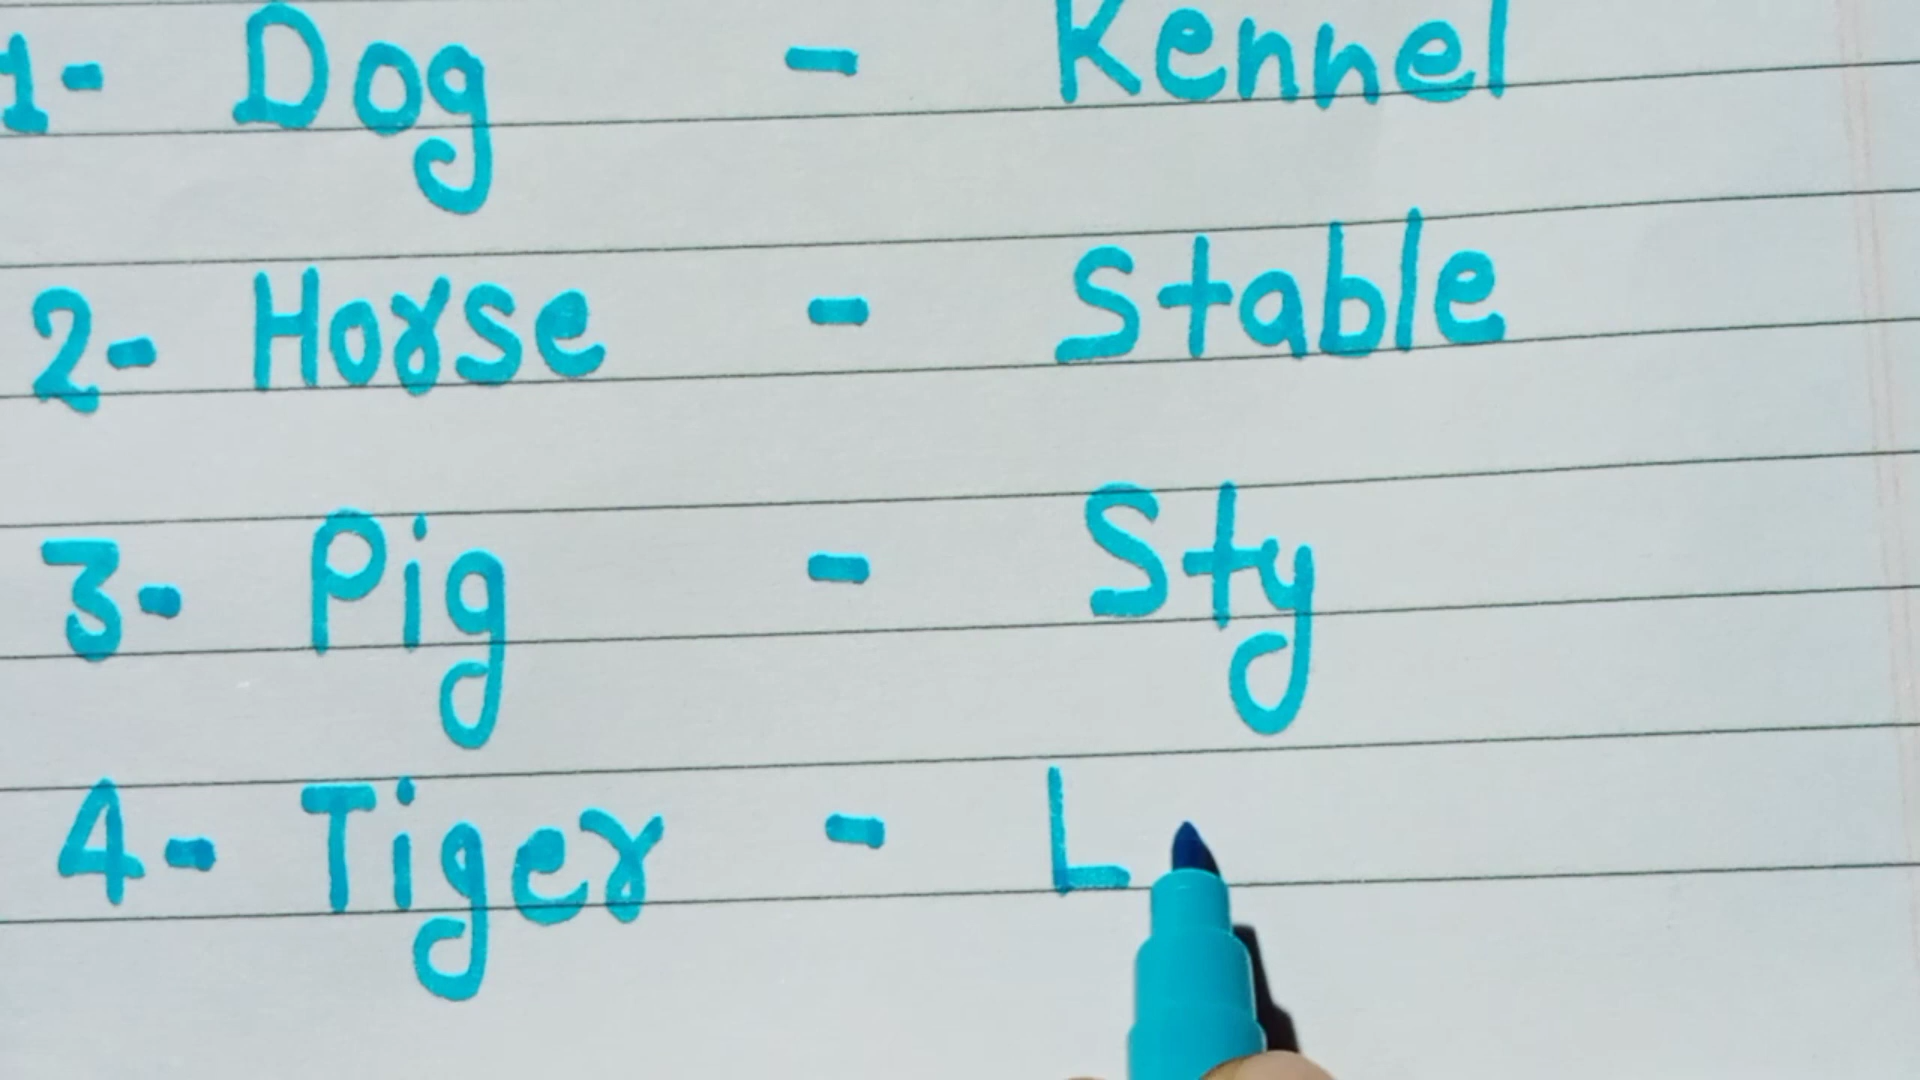 1- Dog - Kennel
2- Horse - Stable
3- Pig - Sty
4- Tiger - L